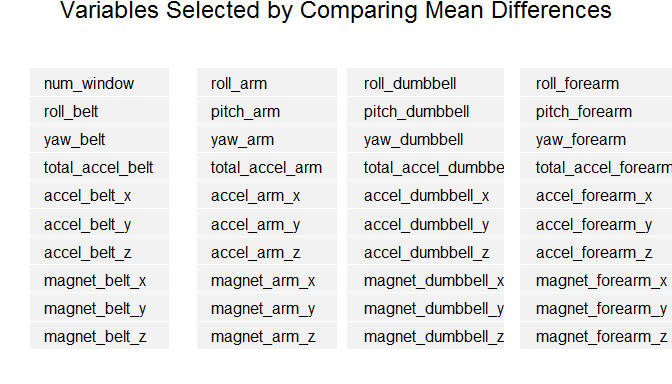 Variables Selected by Comparing Mean Differences
num_window roll_arm roll_dumbbell roll_forearm
roll_belt pitch_arm pitch_dumbbell pitch_forearm
yaw_belt yaw_arm yaw_dumbbell yaw_forearm
total_accel_belt total_accel_arm total_accel_dumbbe total_accel_forearm
accel_belt_x accel_arm_x accel_dumbbell_x accel_forearm_x
accel_belt_y accel_arm_y accel_dumbbell_y accel_forearm_y
accel_belt_z accel_arm_z accel_dumbbell_z accel_forearm_z
magnet_belt_x magnet_arm_x magnet_dumbbell_x magnet_forearm_x
magnet_belt_y magnet_arm_y magnet_dumbbell_y magnet_forearm_y
magnet_belt_z magnet_arm_z magnet_dumbbell_z magnet_forearm_z